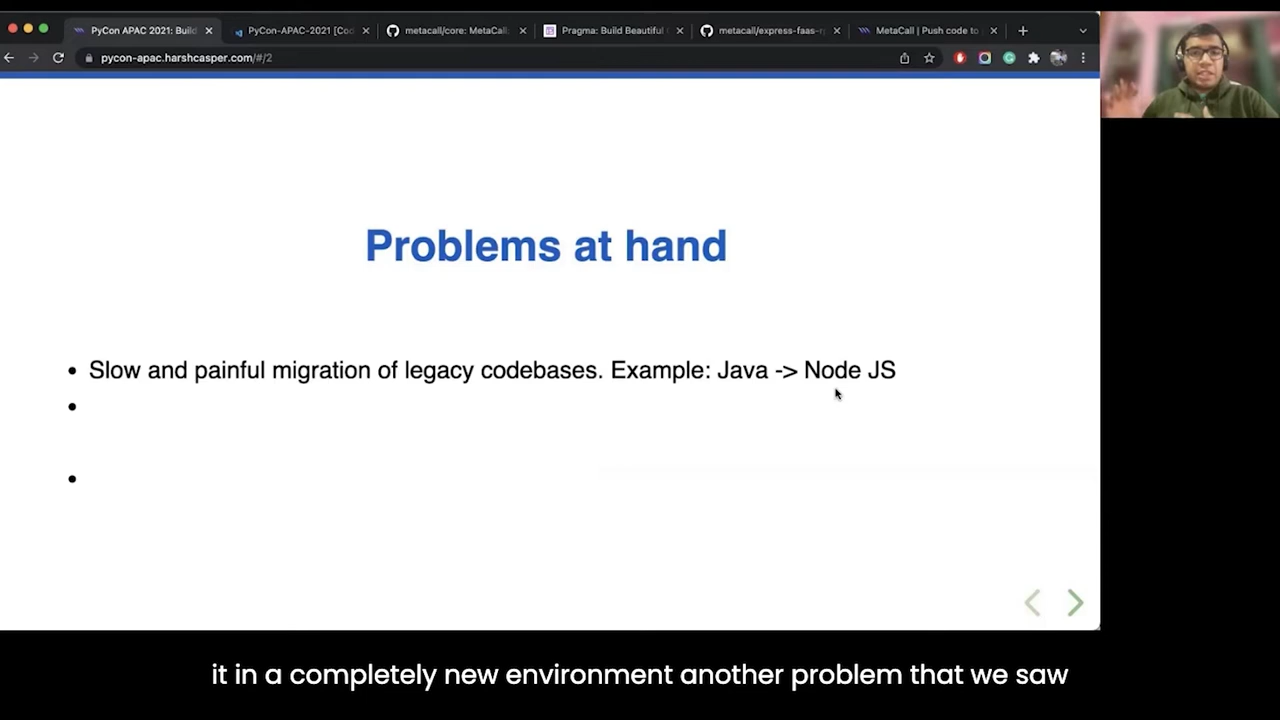 PyCon APAC 2021: Build
PyCon-APAC-2021 [Co
metacall/core: MetaCall:
Pragma: Build Beautiful
metacall/express-faas-r
MetaCall | Push code to
pycon-apac.harshcasper.com/#/2
Problems at hand
• Slow and painful migration of legacy codebases. Example: Java -> Node JS
•
•
it in a completely new environment another problem that we saw